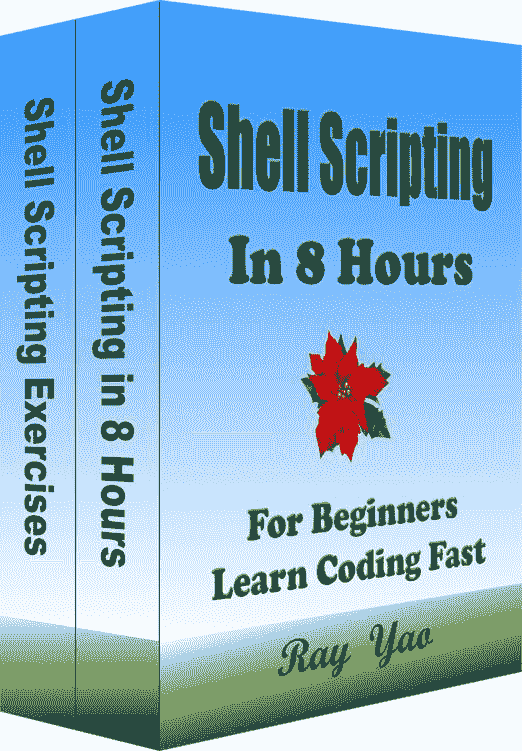 Shell Scripting Exercises
Shell Scripting in 8 Hours
Shell Scripting
In 8 Hours
For Beginners
Learn Coding Fast
Ray Yao